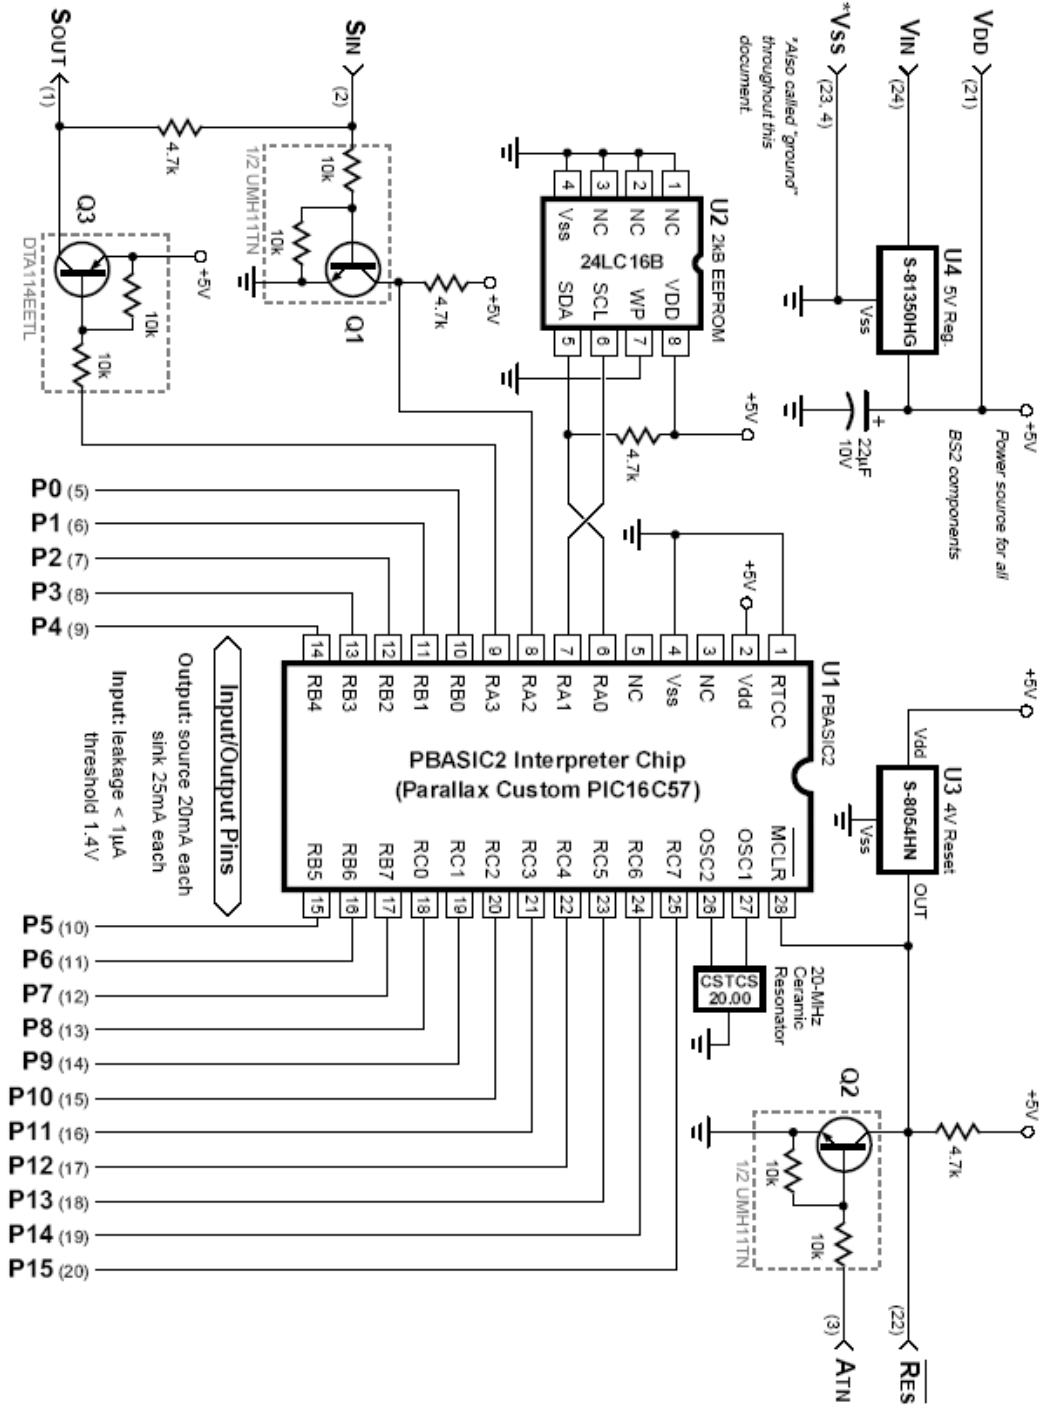 SOUT
(1)
SIN
(2)
*VSS
(23, 4)
VIN
(24)
VDD
(21)
"Also called "ground"
throughout this
document.
4.7k
10k
10k
1/2 UMH11TN
Q1
4.7k
+5V
Q3
DTA114EETL
10k
10k
+5V
U2 2kB EEPROM
24LC16B
4
3
2
1
Vss
NC
NC
NC
SDA
SCL
WP
VDD
5
6
7
8
4.7k
+5V
U4 5V Reg.
S-81350HG
Vss
+
22µF
10V
+5V
Power source for all
BS2 components
P0 (5)
P1 (6)
P2 (7)
P3 (8)
P4 (9)
Input/Output Pins
Output: source 20mA each
sink 25mA each
Input: leakage < 1µA
threshold 1.4V
U1 PBASIC2
+5V
14
13
12
11
10
9
8
7
6
5
4
3
2
1
RB4
RB3
RB2
RB1
RB0
RA3
RA2
RA1
RA0
NC
Vss
NC
Vdd
RTCC
PBASIC2 Interpreter Chip
(Parallax Custom PIC16C57)
RB5
RB6
RB7
RC0
RC1
RC2
RC3
RC4
RC5
RC6
RC7
OSC2
OSC1
MCLR
15
16
17
18
19
20
21
22
23
24
25
26
27
28
U3 4V Reset
S-8054HN
Vdd
Vss
OUT
+5V
CSTCS
20.00
20-MHz
Ceramic
Resonator
P5 (10)
P6 (11)
P7 (12)
P8 (13)
P9 (14)
P10 (15)
P11 (16)
P12 (17)
P13 (18)
P14 (19)
P15 (20)
Q2
10k
10k
1/2 UMH11TN
4.7k
+5V
(3)
ATN
(22)
RES